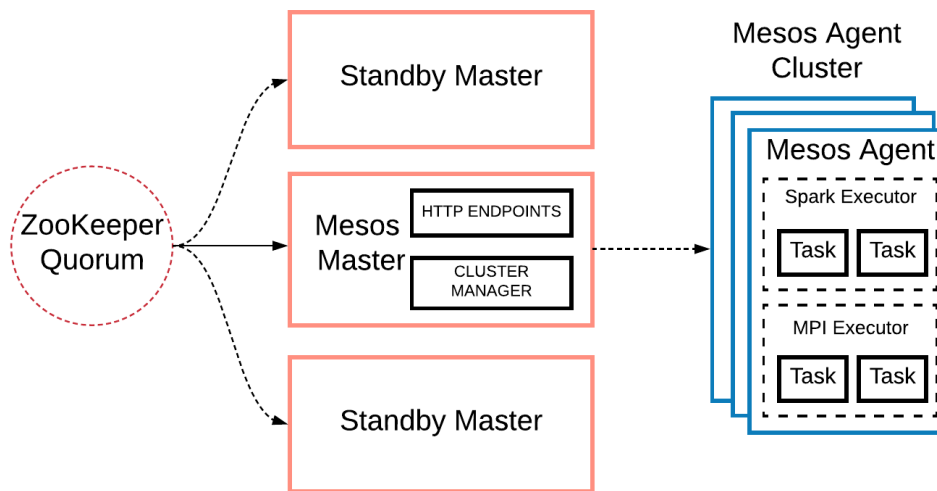 ZooKeeper
Quorum
Standby Master
Mesos
Master
HTTP ENDPOINTS
CLUSTER
MANAGER
Standby Master
Mesos Agent
Cluster
Mesos Agent
Spark Executor
Task
Task
MPI Executor
Task
Task